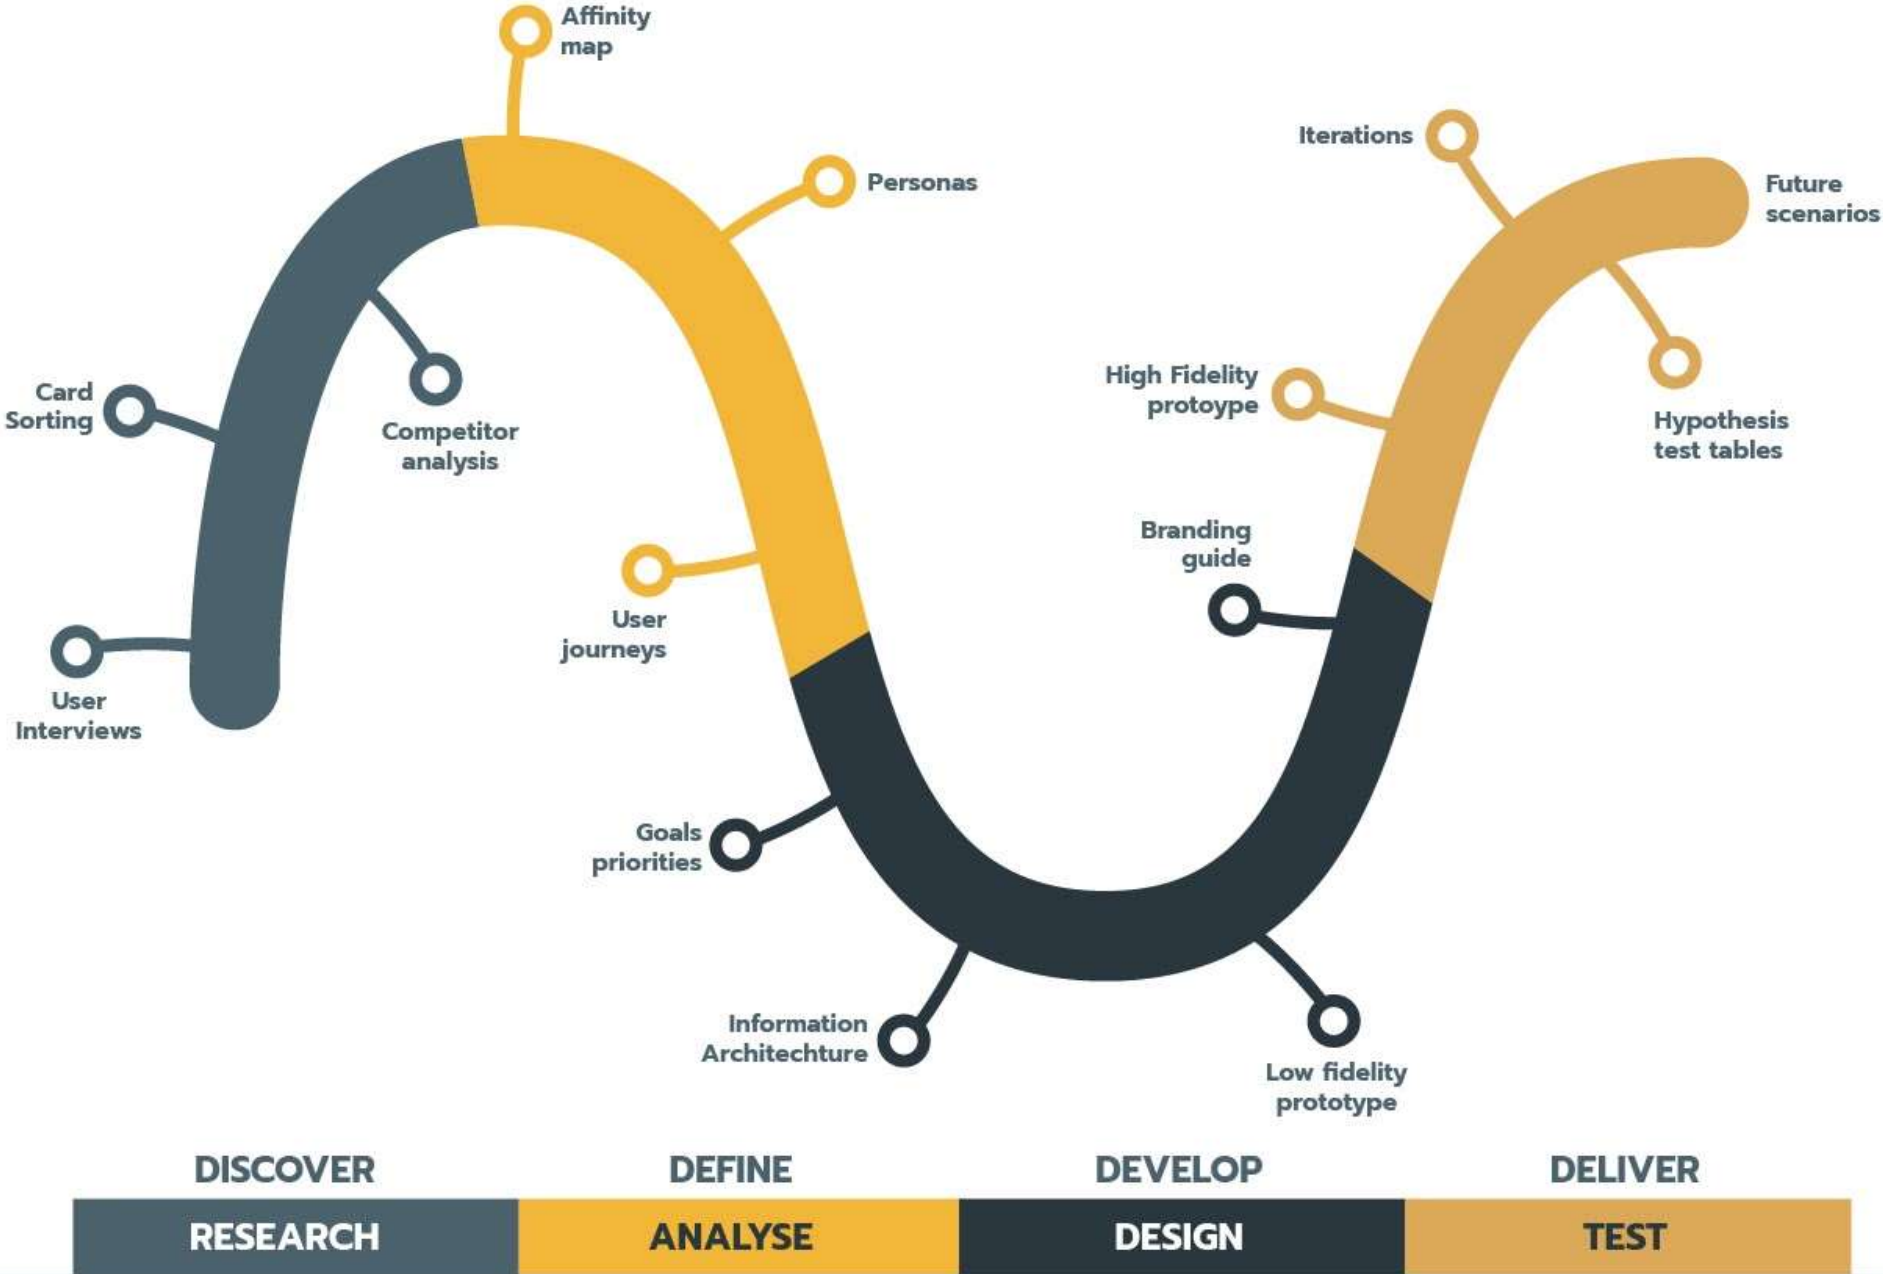 Affinity
map
Personas
Iterations
Future
scenarios
Card
Sorting
Competitor
analysis
High Fidelity
protoype
Hypothesis
test tables
Branding
guide
User
journeys
User
Interviews
Goals
priorities
Information
Architechture
Low fidelity
prototype
DISCOVER
DEFINE
DEVELOP
DELIVER
RESEARCH
ANALYSE
DESIGN
TEST